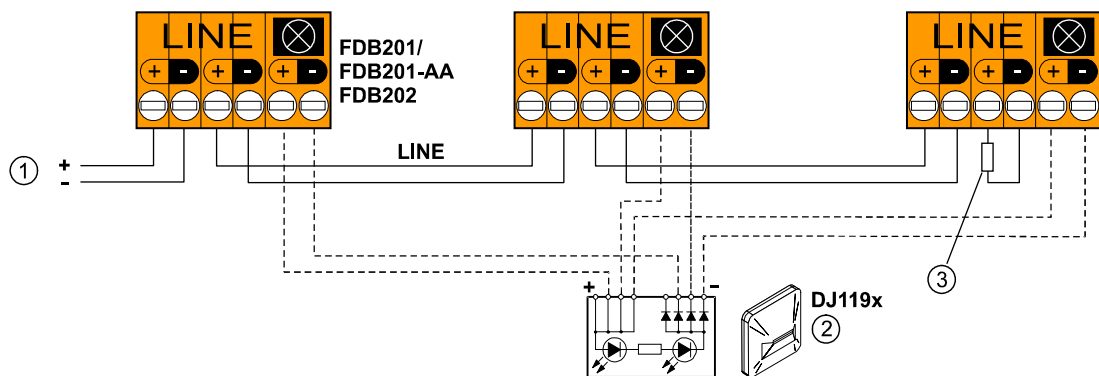 LINE LINE LINE
FDB201/
FDB201-AA
FDB202
+ - + - + - + - + - + - + - + - + -
1 + -
LINE
3
+ -
DJ119x
2